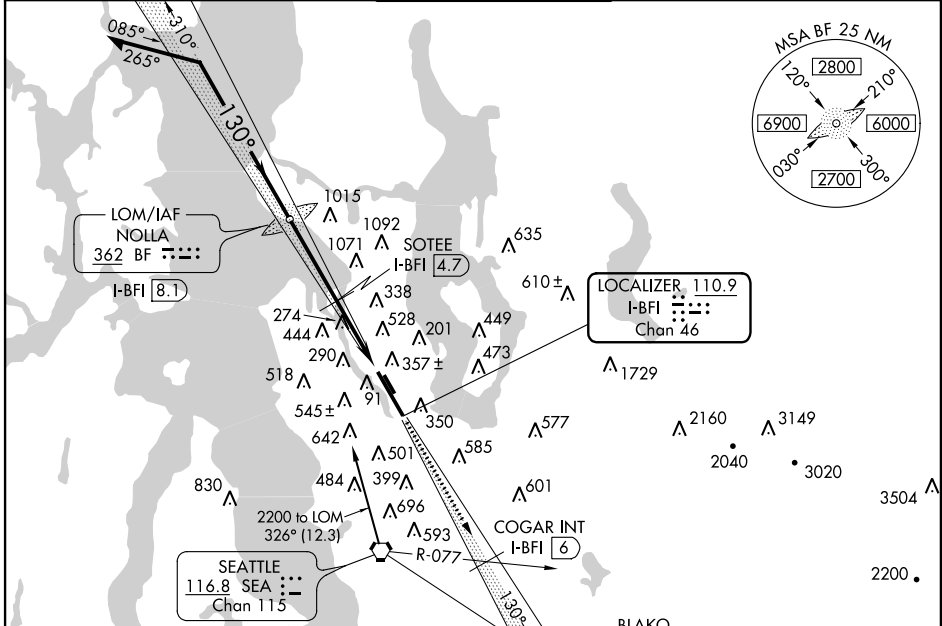 085°
265°
310°
130°
MSA BF 25 NM
120°
2800
210°
6900
6000
030°
2700
300°
LOM/IAF
NOLLA
362 BF
I-BFI 8.1
1015
1092
1071
SOTEE
I-BFI 4.7
635
610 ±
LOCALIZER 110.9
I-BFI
Chan 46
338
274
444
528
201
449
290
357 ±
473
518
91
1729
545 ±
350
642
577
2160
3149
501
585
2040
3020
830
484
399
601
3504
696
2200 to LOM
326° (12.3)
593
COGAR INT
I-BFI 6
R-077
SEATTLE
116.8 SEA
Chan 115
2200
130°
BLAKO